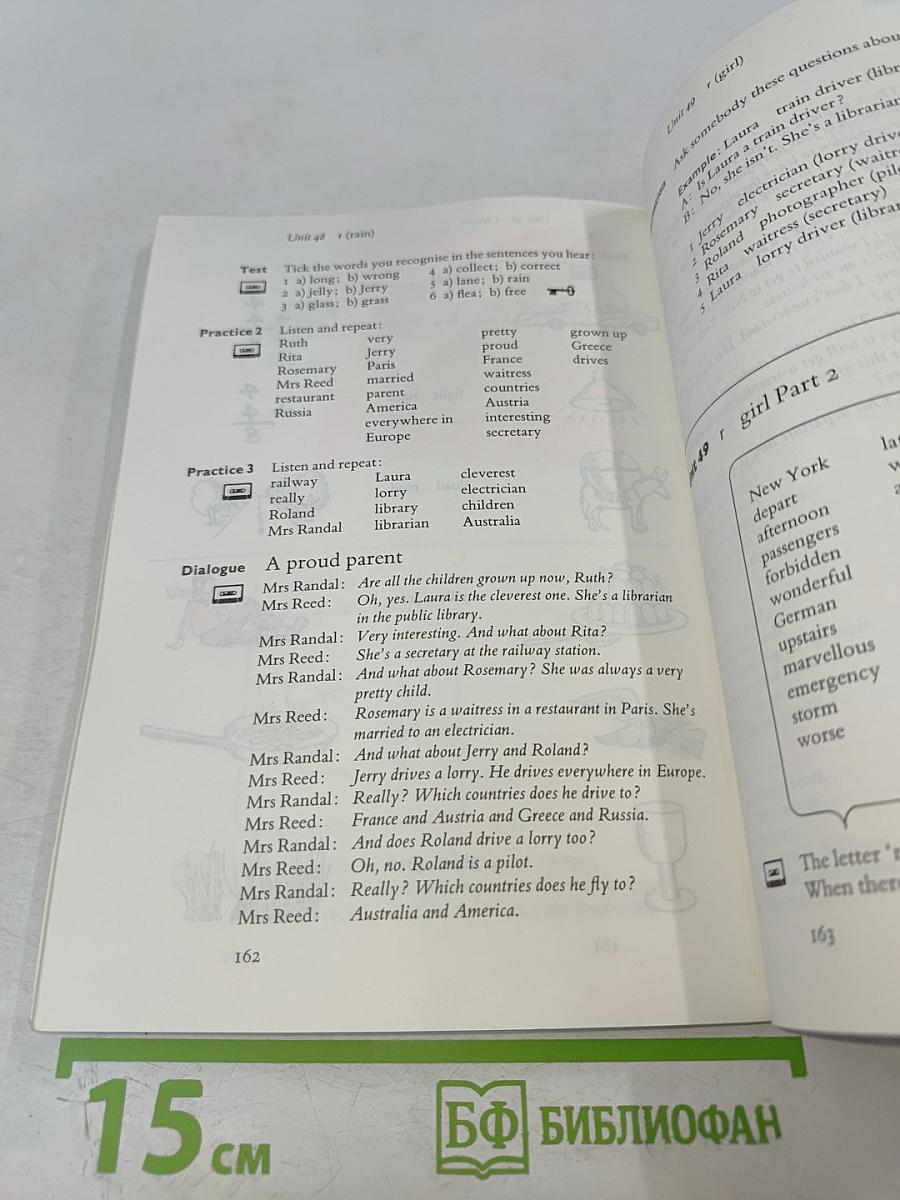 Unit 48 r (rain)
Test Tick the words you recognise in the sentences you hear:
1 a) long; b) wrong 4 a) collect; b) correct
2 a) jelly; b) Jerry 5 a) lane; b) rain
3 a) glass; b) grass 6 a) flea; b) free
Practice 2 Listen and repeat:
Ruth very pretty grown up
Rita Jerry proud Greece
Rosemary Paris France drives
Mrs Reed married waitress
restaurant parent countries
Russia America Austria
everywhere in interesting
Europe secretary
Practice 3 Listen and repeat:
railway Laura cleverest
really lorry electrician
Roland library children
Mrs Randal librarian Australia
Dialogue A proud parent
Mrs Randal: Are all the children grown up now, Ruth?
Mrs Reed: Oh, yes. Laura is the cleverest one. She's a librarian
in the public library.
Mrs Randal: Very interesting. And what about Rita?
Mrs Reed: She's a secretary at the railway station.
Mrs Randal: And what about Rosemary? She was always a very
pretty child.
Mrs Reed: Rosemary is a waitress in a restaurant in Paris. She's
married to an electrician.
Mrs Randal: And what about Jerry and Roland?
Mrs Reed: Jerry drives a lorry. He drives everywhere in Europe.
Mrs Randal: Really? Which countries does he drive to?
Mrs Reed: France and Austria and Greece and Russia.
Mrs Randal: And does Roland drive a lorry too?
Mrs Reed: Oh, no. Roland is a pilot.
Mrs Randal: Really? Which countries does he fly to?
Mrs Reed: Australia and America.
162
Unit 49 r (girl)
Ask somebody these questions
Example: Laura train driver
A: Is Laura a train driver?
B: No, she isn't. She's a librarian
1 Jerry electrician (lorry
2 Rosemary secretary
3 Roland photographer
4 Rita waitress (secretary)
5 Laura lorry driver
49 r girl Part 2
New York
depart
afternoon
passengers
forbidden
wonderful
German
upstairs
marvellous
emergency
storm
worse
The letter
When
163
15 см
БФ БИБЛИОФАН